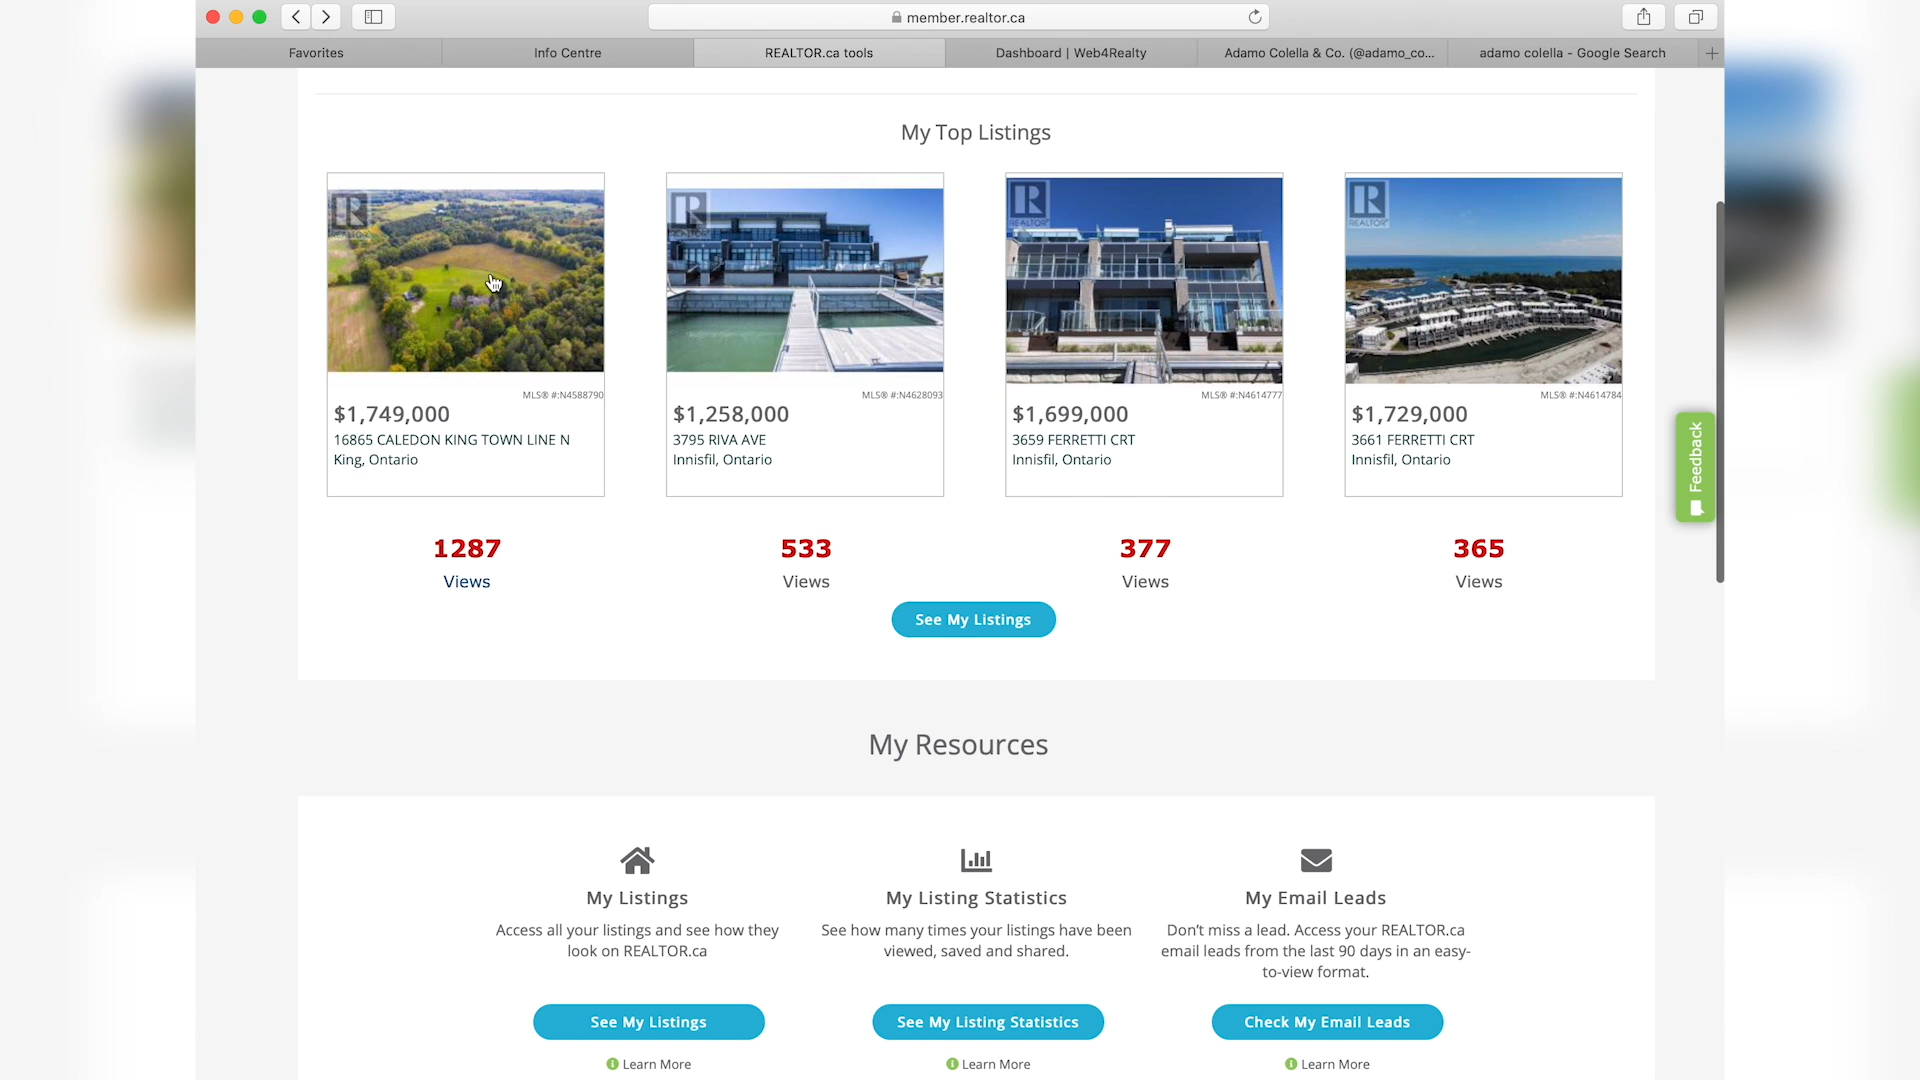 member.realtor.ca
Favorites
Info Centre
REALTOR.ca tools
Dashboard | Web4Realty
Adamo Colella & Co. (@adamo_co...
adamo colella - Google Search
My Top Listings
MLS® #:N4588790
$1,749,000
16865 CALEDON KING TOWN LINE N
King, Ontario
1287
Views
MLS® #:N4628093
$1,258,000
3795 RIVA AVE
Innisfil, Ontario
533
Views
MLS® #:N4614777
$1,699,000
3659 FERRETTI CRT
Innisfil, Ontario
377
Views
MLS® #:N4614784
$1,729,000
3661 FERRETTI CRT
Innisfil, Ontario
365
Views
Feedback
See My Listings
My Resources
My Listings
Access all your listings and see how they
look on REALTOR.ca
See My Listings
Learn More
My Listing Statistics
See how many times your listings have been
viewed, saved and shared.
See My Listing Statistics
Learn More
My Email Leads
Don't miss a lead. Access your REALTOR.ca
email leads from the last 90 days in an easy-
to-view format.
Check My Email Leads
Learn More